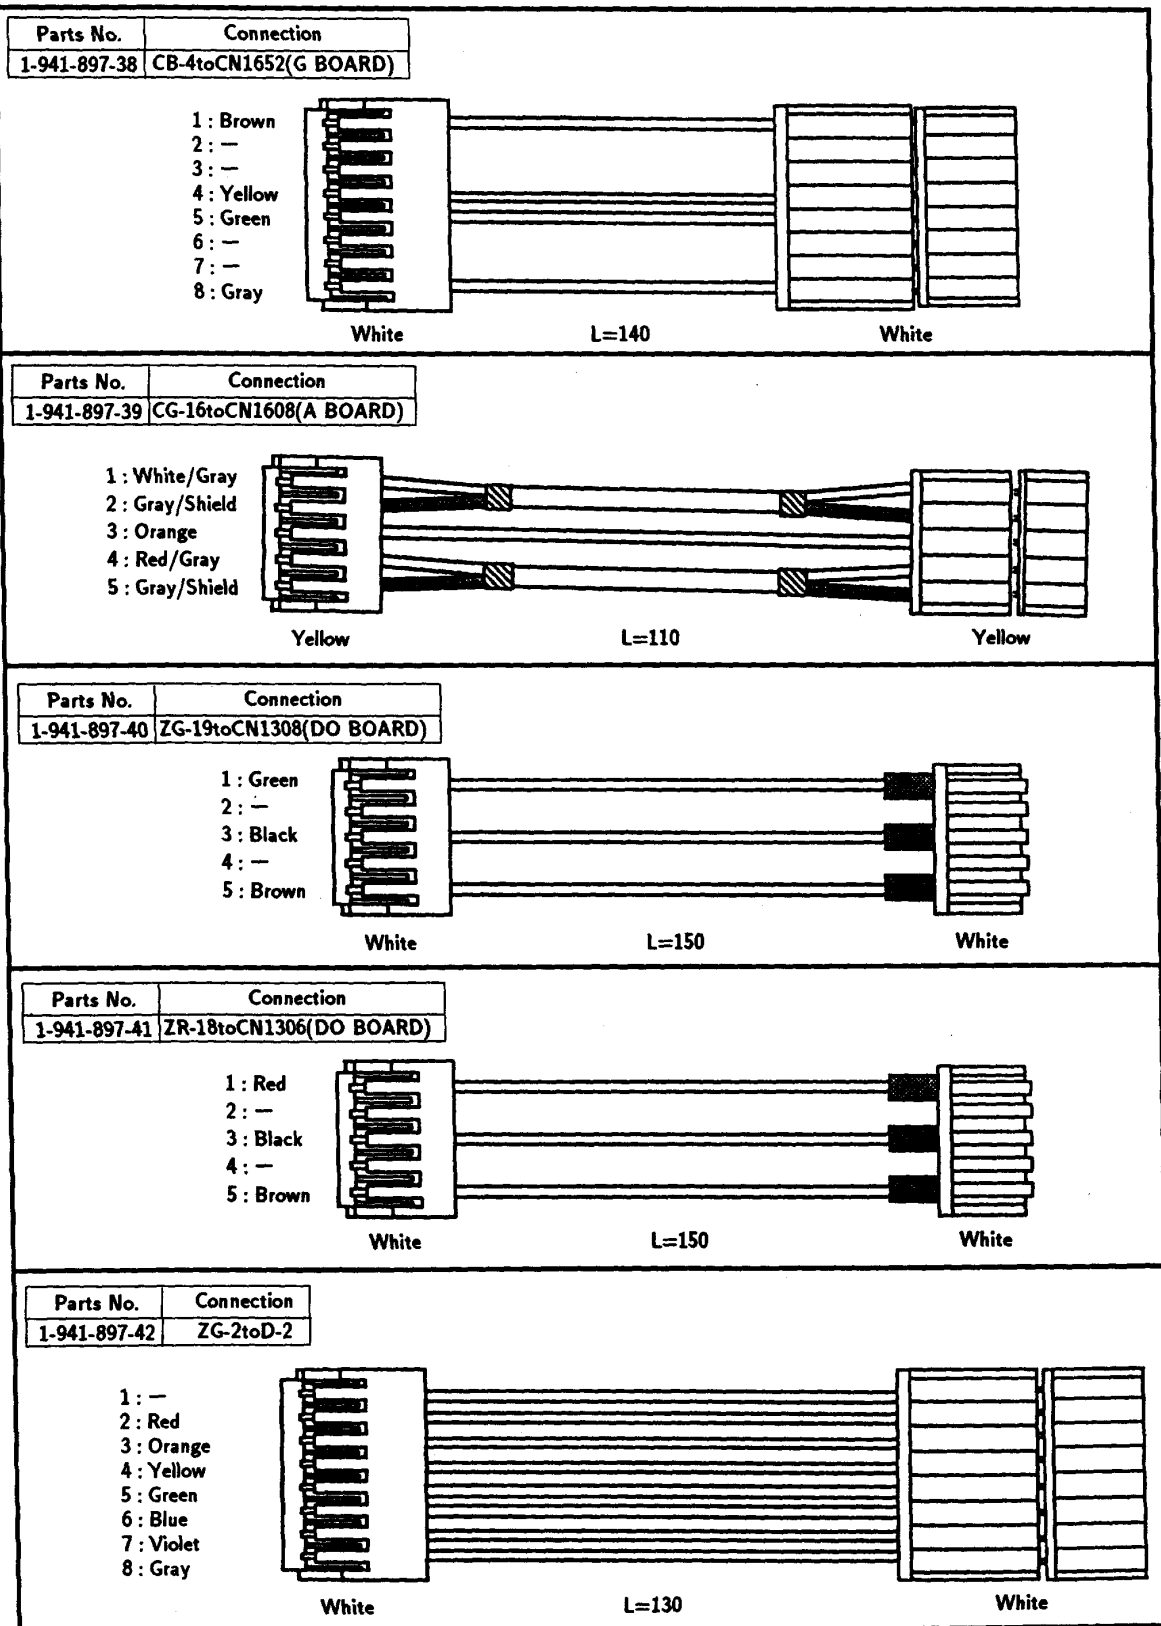 Parts No. Connection
1-941-897-38 CB-4toCN1652(G BOARD)
1 : Brown
2 : —
3 : —
4 : Yellow
5 : Green
6 : —
7 : —
8 : Gray
White L=140 White
Parts No. Connection
1-941-897-39 CG-16toCN1608(A BOARD)
1 : White/Gray
2 : Gray/Shield
3 : Orange
4 : Red/Gray
5 : Gray/Shield
Yellow L=110 Yellow
Parts No. Connection
1-941-897-40 ZG-19toCN1308(DO BOARD)
1 : Green
2 : —
3 : Black
4 : —
5 : Brown
White L=150 White
Parts No. Connection
1-941-897-41 ZR-18toCN1306(DO BOARD)
1 : Red
2 : —
3 : Black
4 : —
5 : Brown
White L=150 White
Parts No. Connection
1-941-897-42 ZG-2toD-2
1 : —
2 : Red
3 : Orange
4 : Yellow
5 : Green
6 : Blue
7 : Violet
8 : Gray
White L=130 White